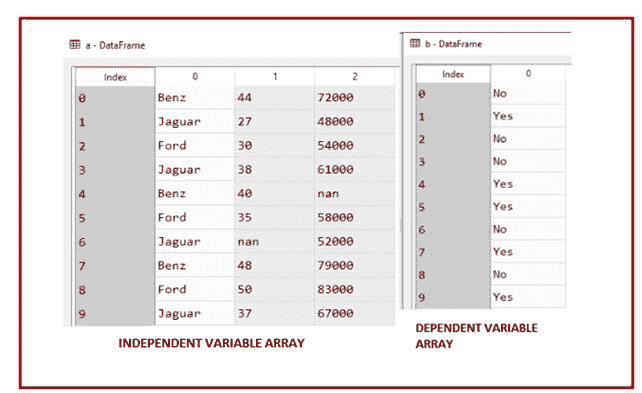 a - DataFrame
Index 0 1 2
0 Benz 44 72000
1 Jaguar 27 48000
2 Ford 30 54000
3 Jaguar 38 61000
4 Benz 40 nan
5 Ford 35 58000
6 Jaguar nan 52000
7 Benz 48 79000
8 Ford 50 83000
9 Jaguar 37 67000
INDEPENDENT VARIABLE ARRAY
b - DataFrame
Index 0
0 No
1 Yes
2 No
3 No
4 Yes
5 Yes
6 No
7 Yes
8 No
9 Yes
DEPENDENT VARIABLE
ARRAY